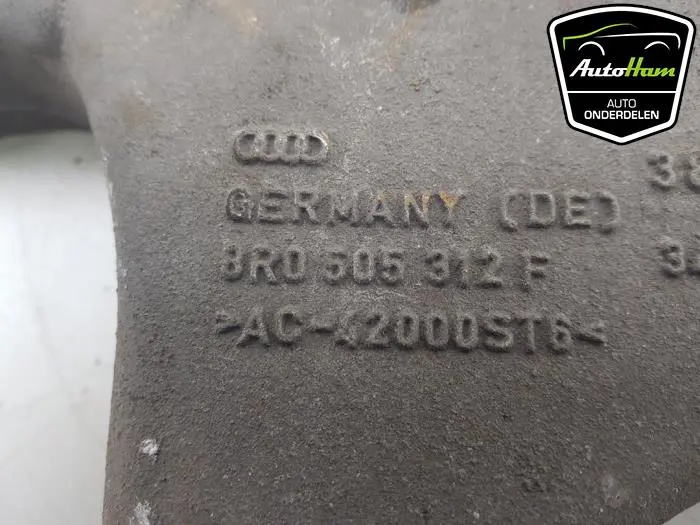 AutoHam
AUTO
ONDERDELEN
GERMANY (DE)
8R0 505 312 F
>AC-42000ST6<